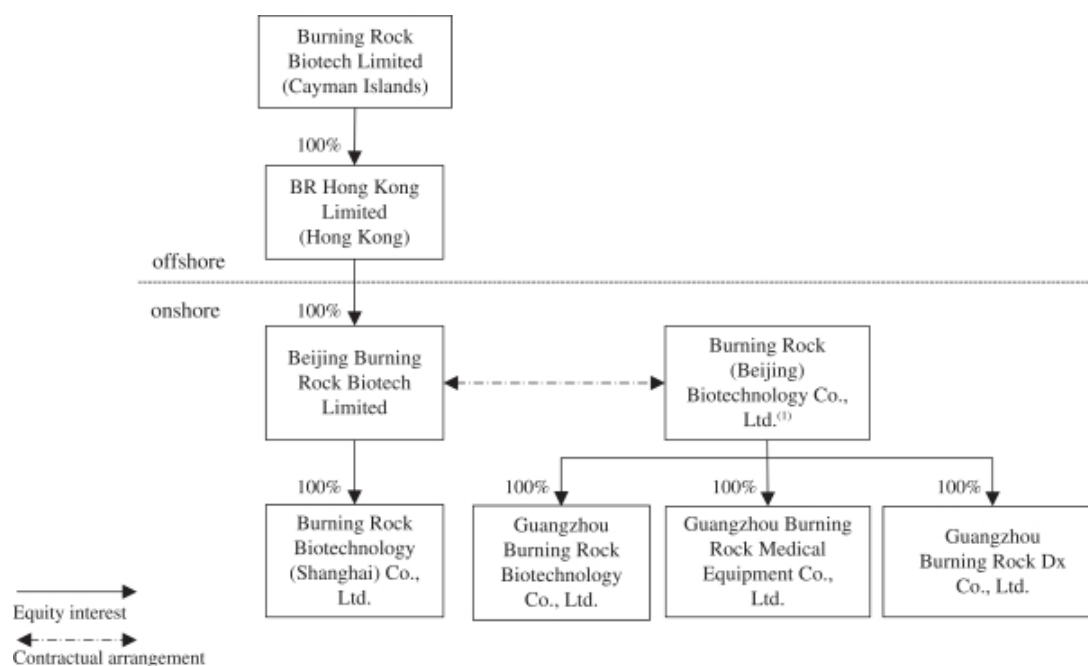 Burning Rock
Biotech Limited
(Cayman Islands)
100%
BR Hong Kong
Limited
(Hong Kong)
offshore
onshore
100%
Beijing Burning
Rock Biotech
Limited
Burning Rock
(Beijing)
Biotechnology Co.,
Ltd.(1)
100%
100%
100%
100%
Burning Rock
Biotechnology
(Shanghai) Co.,
Ltd.
Guangzhou
Burning Rock
Biotechnology
Co., Ltd.
Guangzhou Burning
Rock Medical
Equipment Co.,
Ltd.
Guangzhou
Burning Rock Dx
Co., Ltd.
Equity interest
Contractual arrangement